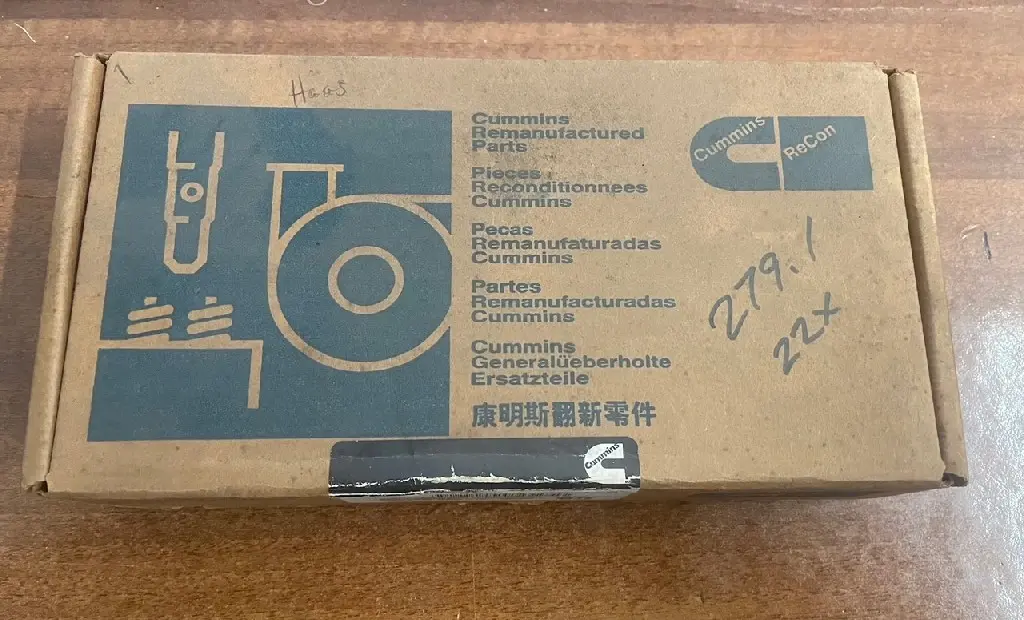 Haas
Cummins
Remanufactured
Parts
Pieces
Reconditionnees
Cummins
Pecas
Remanufaturadas
Cummins
Partes
Remanufacturadas
Cummins
Cummins
Generalüeberholte
Ersatzteile
康明斯翻新零件
Cummins
ReCon
279.1
22x
Cummins